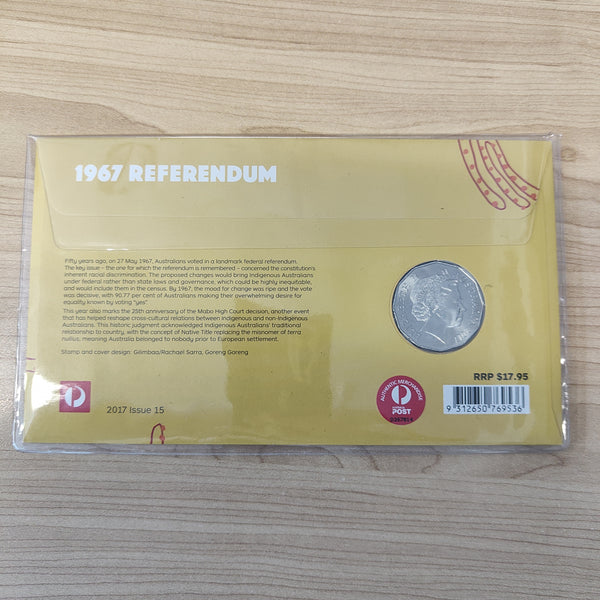 1967 REFERENDUM
Fifty years ago, on 27 May 1967, Australians voted in a landmark federal referendum.
The key issue – the one for which the referendum is remembered – concerned the constitution's
inherent racial discrimination. The proposed changes would bring Indigenous Australians
under federal rather than state laws and governance, which could be highly inequitable,
and would include them in the census. By 1967, the mood for change was ripe and the vote
was decisive, with 90.77 per cent of Australians making their overwhelming desire for
equality known by voting "yes".
This year also marks the 25th anniversary of the Mabo High Court decision, another event
that has helped reshape cross-cultural relations between indigenous and non-Indigenous
Australians. This historic judgment acknowledged Indigenous Australians' traditional
relationship to country, with the concept of Native Title replacing the misnomer of terra
nullius, meaning Australia belonged to nobody prior to European settlement.
Stamp and cover design: Gilimbaa/Rachael Sarra, Goreng Goreng
2017 Issue 15
AUTHENTIC MERCHANDISE
POST
RRP $17.95
9 312650 769536